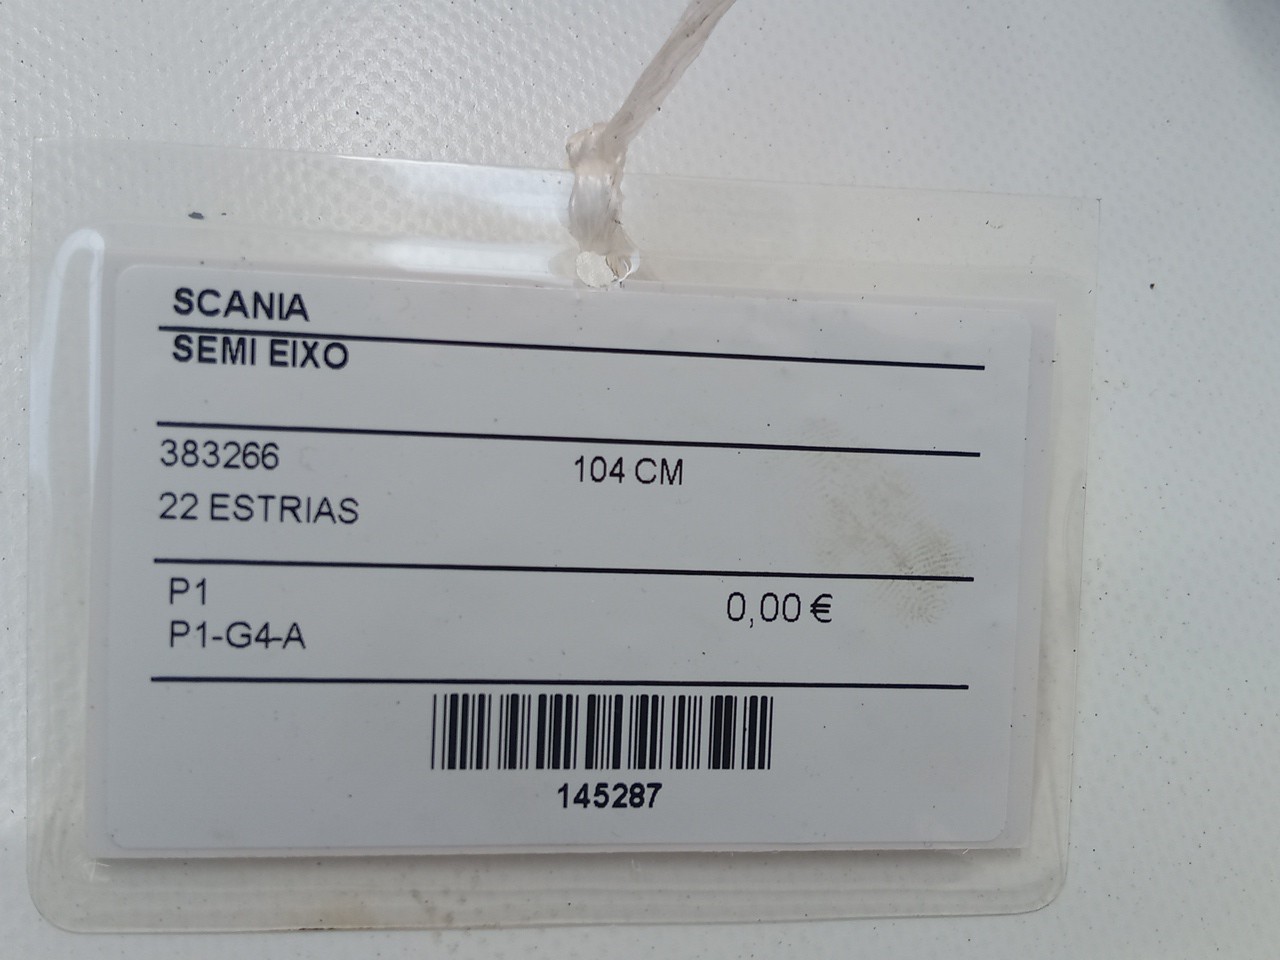 SCANIA
SEMI EIXO
383266 104 CM
22 ESTRIAS
P1 0,00 €
P1-G4-A
145287